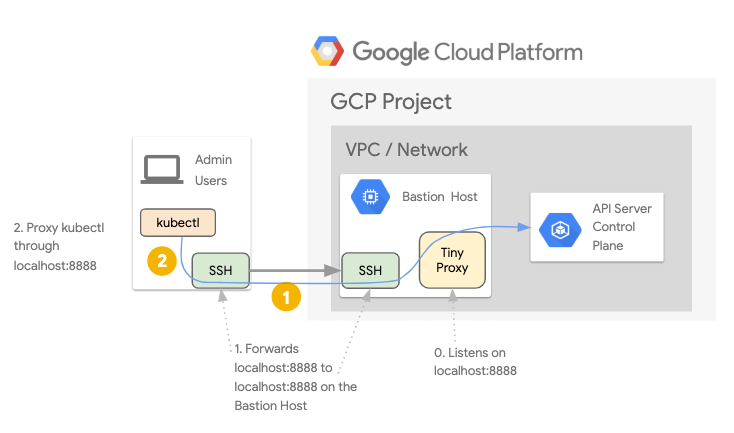 Google Cloud Platform
GCP Project
VPC / Network
Admin
Users
Bastion Host
kubectl
API Server
Control
Plane
2. Proxy kubectl
through
localhost:8888
2
SSH
SSH
Tiny
Proxy
1
1. Forwards
localhost:8888 to
localhost:8888 on the
Bastion Host
0. Listens on
localhost:8888